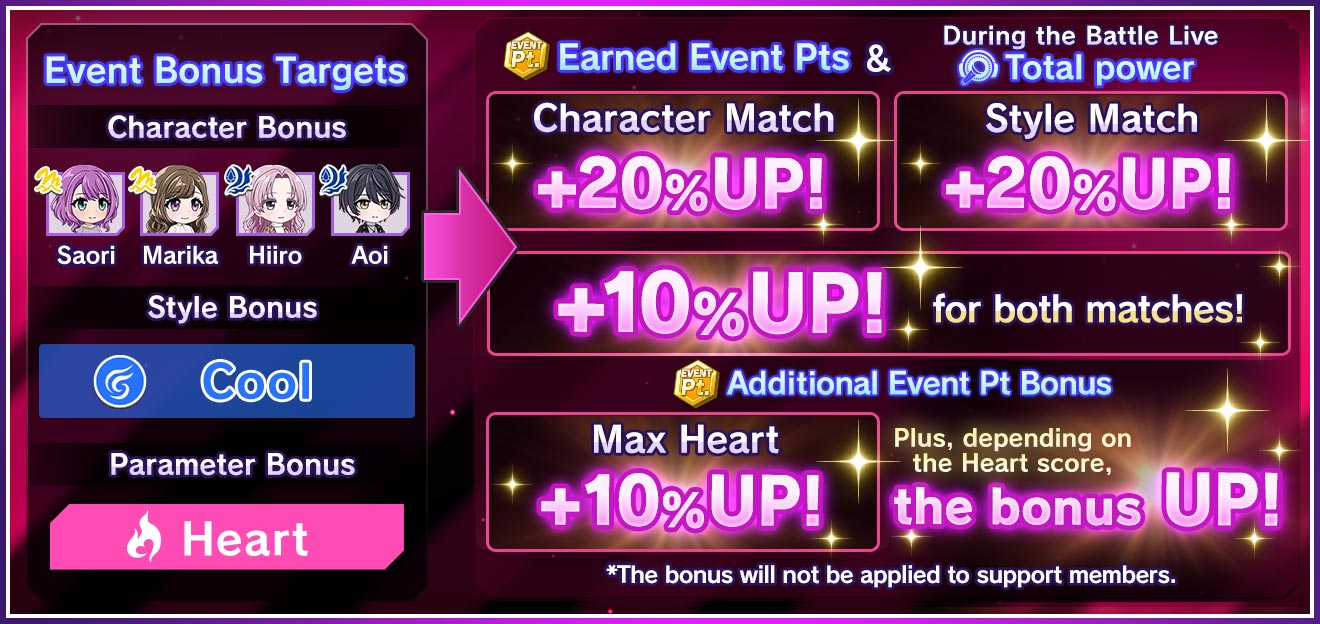 Event Bonus Targets
Character Bonus
Saori
Marika
Hiiro
Aoi
Style Bonus
Cool
Parameter Bonus
Heart
EVENT
Pt.
Earned Event Pts &
During the Battle Live
Total power
Character Match
+20%UP!
Style Match
+20%UP!
+10%UP!
for both matches!
EVENT
Pt.
Additional Event Pt Bonus
Max Heart
+10%UP!
Plus, depending on
the Heart score,
the bonus UP!
*The bonus will not be applied to support members.